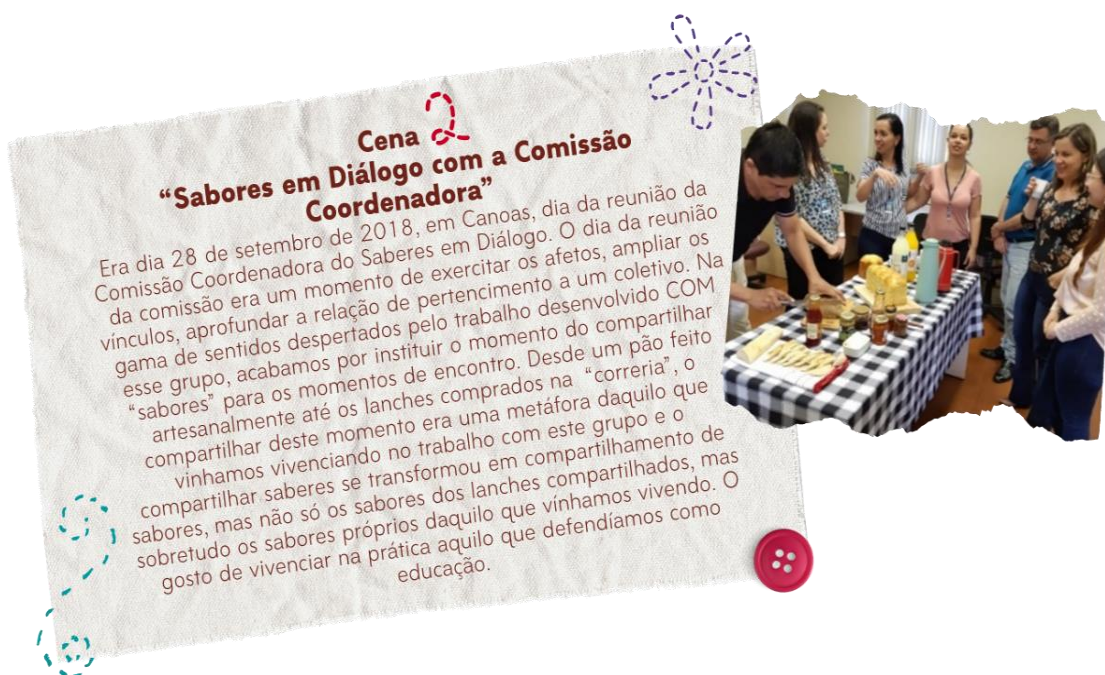 Cena 2
“Sabores em Diálogo com a Comissão
Coordenadora”
Era dia 28 de setembro de 2018, em Canoas, dia da reunião da
Comissão Coordenadora do Saberes em Diálogo. O dia da reunião
da comissão era um momento de exercitar os afetos, ampliar os
vínculos, aprofundar a relação de pertencimento a um coletivo. Na
gama de sentidos despertados pelo trabalho desenvolvido COM
esse grupo, acabamos por instituir o momento do compartilhar
“sabores” para os momentos de encontro. Desde um pão feito
artesanalmente até os lanches comprados na “correria”, o
compartilhar deste momento era uma metáfora daquilo que
vinhamos vivenciando no trabalho com este grupo e o
compartilhar saberes se transformou em compartilhamento de
sabores, mas não só os sabores dos lanches compartilhados, mas
sobretudo os sabores próprios daquilo que vínhamos vivendo. O
gosto de vivenciar na prática aquilo que defendíamos como
educação.